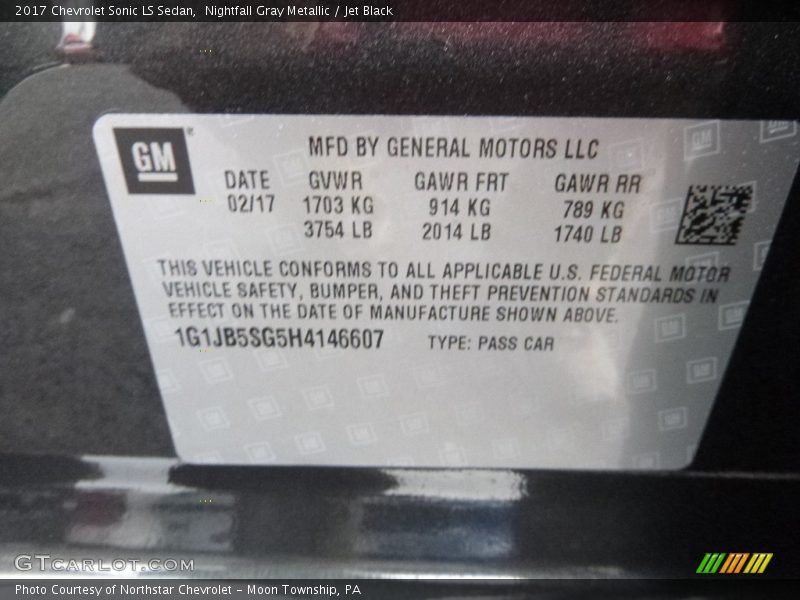 2017 Chevrolet Sonic LS Sedan,  Nightfall Gray Metallic / Jet Black
GM
MFD BY GENERAL MOTORS LLC
DATE GVWR GAWR FRT GAWR RR
02/17 1703 KG 914 KG 789 KG
3754 LB 2014 LB 1740 LB
THIS VEHICLE CONFORMS TO ALL APPLICABLE U.S. FEDERAL MOTOR
VEHICLE SAFETY, BUMPER, AND THEFT PREVENTION STANDARDS IN
EFFECT ON THE DATE OF MANUFACTURE SHOWN ABOVE.
1G1JB5SG5H4146607 TYPE: PASS CAR
GTcarlot.com
Photo Courtesy of Northstar Chevrolet - Moon Township, PA